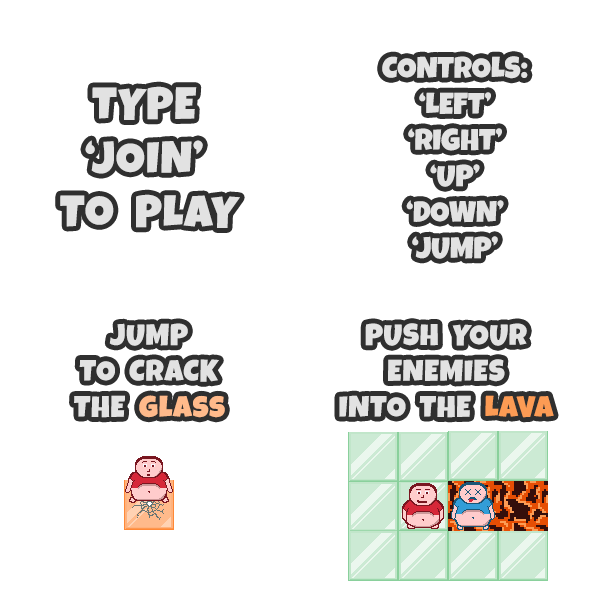 TYPE
‘JOIN’
TO PLAY
CONTROLS:
‘LEFT’
‘RIGHT’
‘UP’
‘DOWN’
‘JUMP’
JUMP
TO CRACK
THE GLASS
PUSH YOUR
ENEMIES
INTO THE LAVA